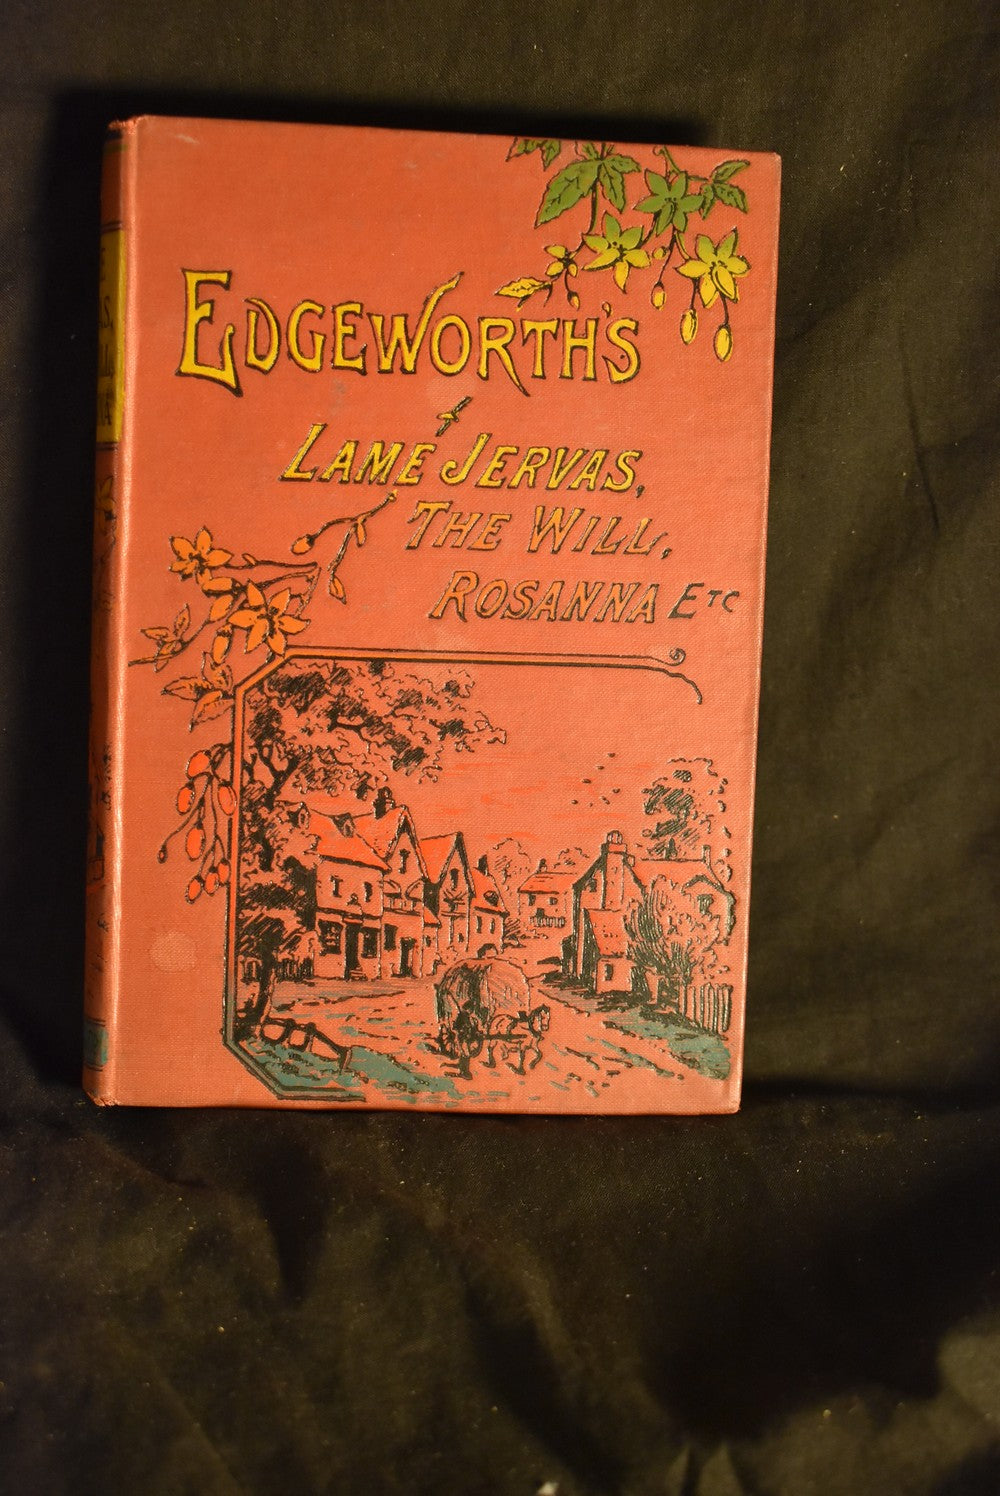 EDGEWORTH'S
LAME JERVAS,
THE WILL,
ROSANNA ETC